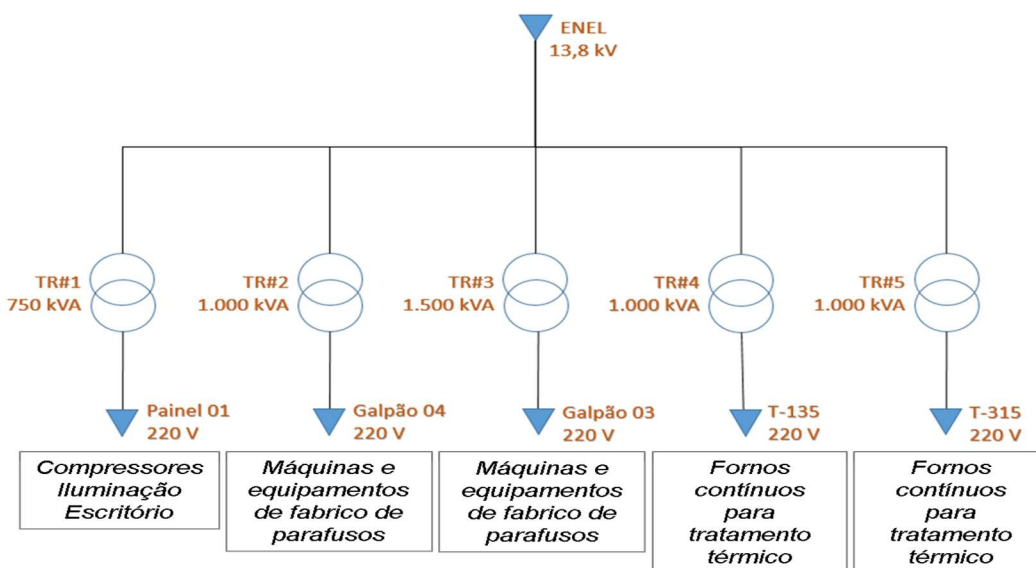 ENEL
13,8 kV
TR#1
750 kVA
TR#2
1.000 kVA
TR#3
1.500 kVA
TR#4
1.000 kVA
TR#5
1.000 kVA
Painel 01
220 V
Galpão 04
220 V
Galpão 03
220 V
T-135
220 V
T-315
220 V
Compressores
Iluminação
Escritório
Máquinas e
equipamentos
de fabrico de
parafusos
Máquinas e
equipamentos
de fabrico de
parafusos
Fornos
contínuos
para
tratamento
térmico
Fornos
contínuos
para
tratamento
térmico